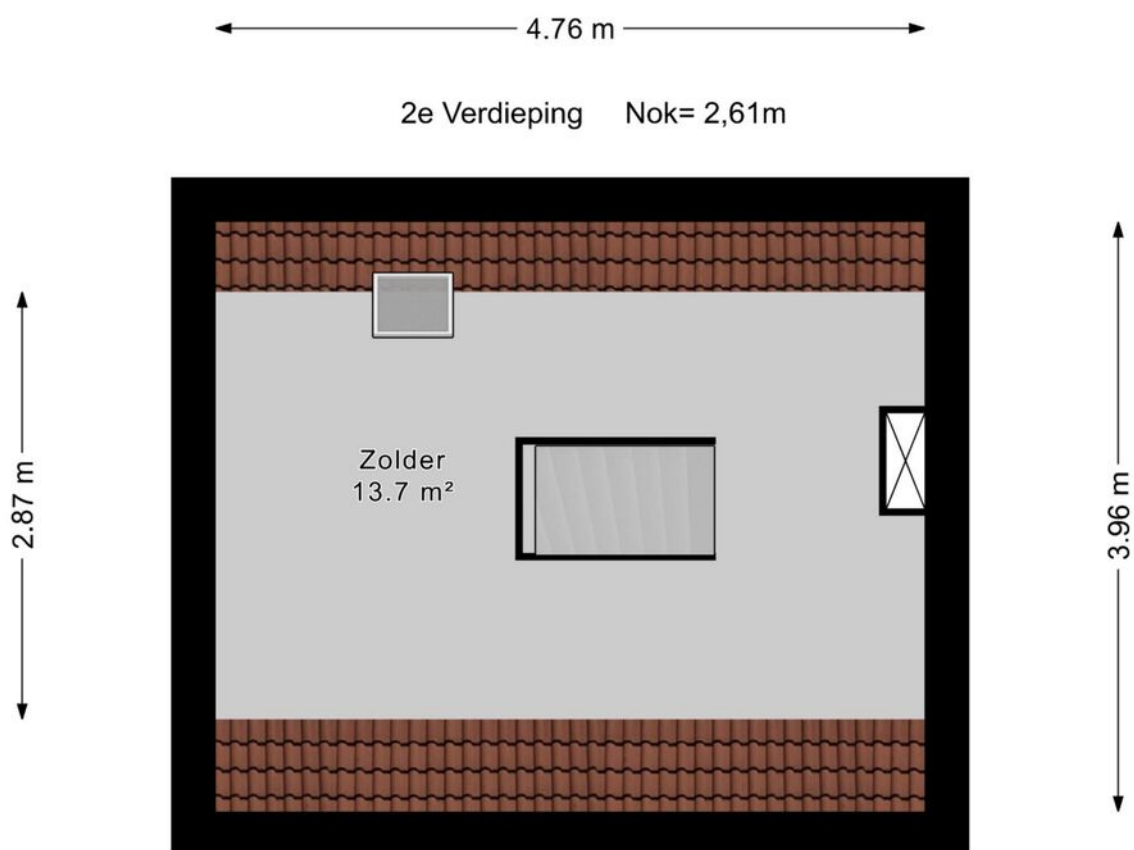 4.76 m
2e Verdieping Nok= 2,61m
2.87 m
Zolder
13.7 m²
3.96 m